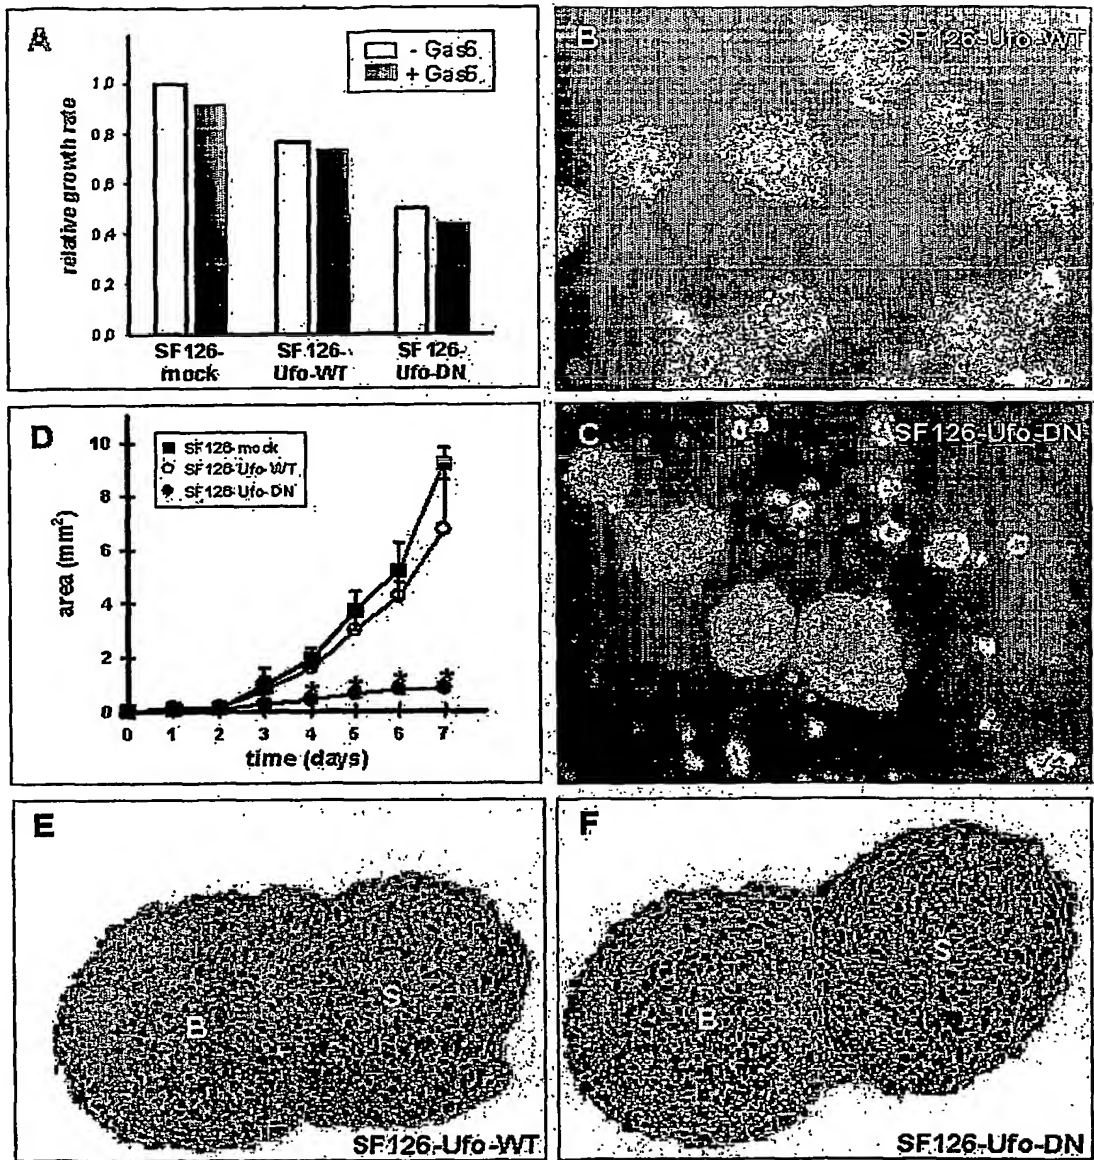 A
- Gas6
+ Gas6
relative growth rate
1,0
0,8
0,6
0,4
0,2
0,0
SF126-
mock
SF126-
Ufo-WT
SF126-
Ufo-DN
B
SF126-Ufo-WT
D
SF126-mock
SF126-Ufo-WT
SF126-Ufo-DN
area (mm²)
10
8
6
4
2
0
0 1 2 3 4 5 6 7
* * * *
time (days)
C
SF126-Ufo-DN
E
B
S
SF126-Ufo-WT
F
B
S
SF126-Ufo-DN